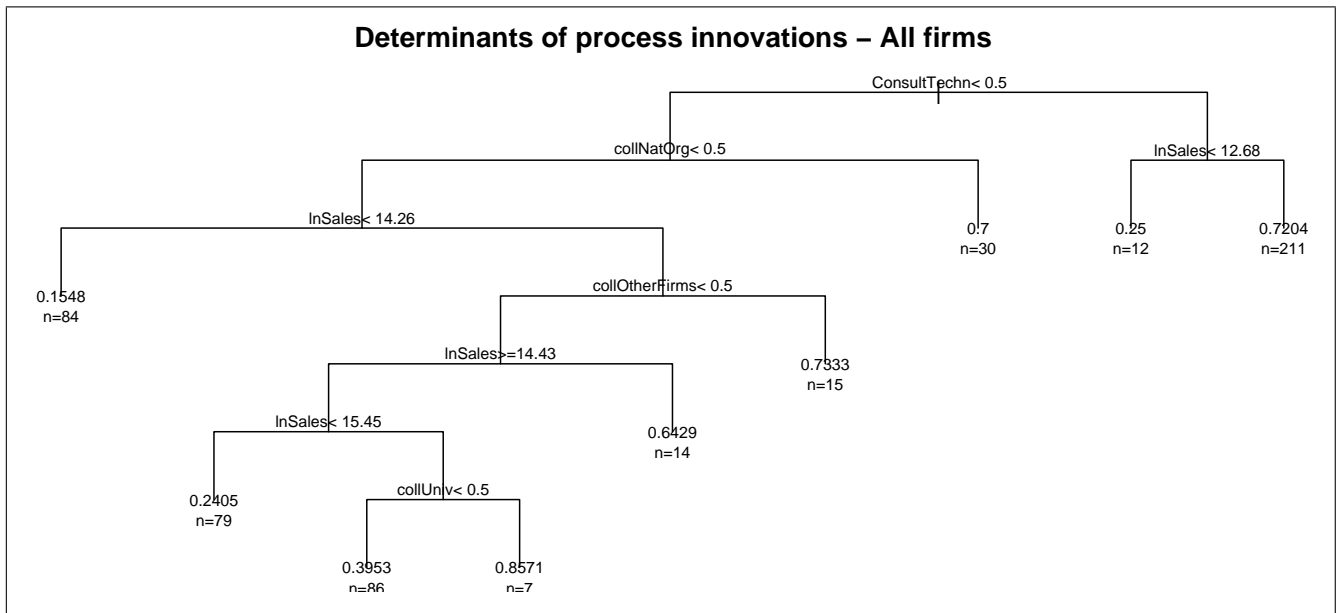 Determinants of process innovations – All firms
ConsultTechn< 0.5
collNatOrg< 0.5
lnSales< 12.68
lnSales< 14.26
0.7
n=30
0.25
n=12
0.7204
n=211
0.1548
n=84
collOtherFirms< 0.5
lnSales>=14.43
0.7333
n=15
lnSales< 15.45
0.6429
n=14
0.2405
n=79
collUniv< 0.5
0.3953
n=86
0.8571
n=7